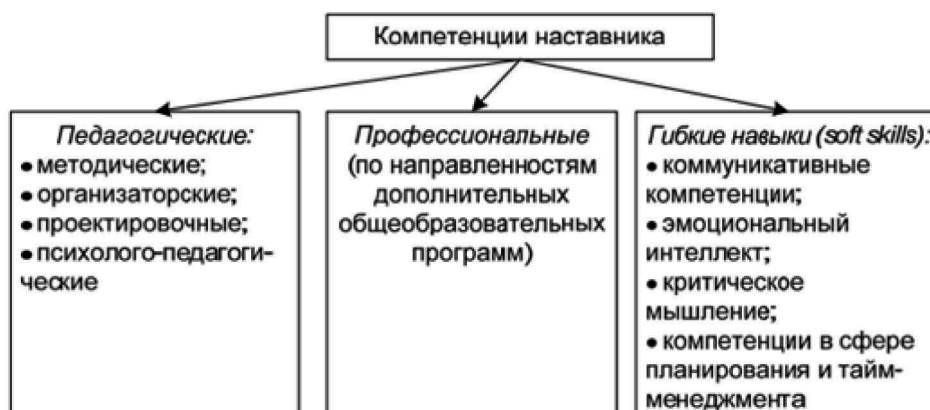 Компетенции наставника
Педагогические:
● методические;
● организаторские;
● проектировочные;
● психолого-педагоги-
ческие
Профессиональные
(по направленностям
дополнительных
общеобразовательных
программ)
Гибкие навыки (soft skills):
● коммуникативные
компетенции;
● эмоциональный
интеллект;
● критическое
мышление;
● компетенции в сфере
планирования и тайм-
менеджмента